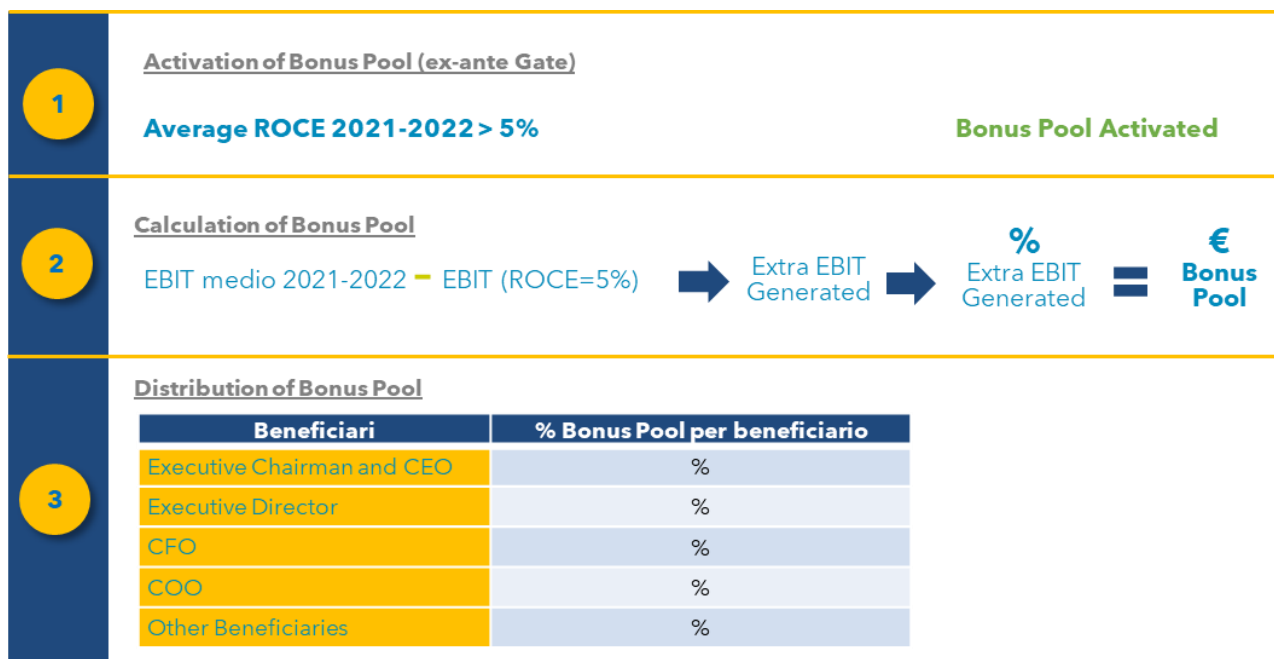 1
Activation of Bonus Pool (ex-ante Gate)
Average ROCE 2021-2022 > 5%
Bonus Pool Activated
2
Calculation of Bonus Pool
EBIT medio 2021-2022 – EBIT (ROCE=5%)
Extra EBIT
Generated
%
Extra EBIT
Generated
=
€
Bonus
Pool
3
Distribution of Bonus Pool
Beneficiari % Bonus Pool per beneficiario
Executive Chairman and CEO %
Executive Director %
CFO %
COO %
Other Beneficiaries %